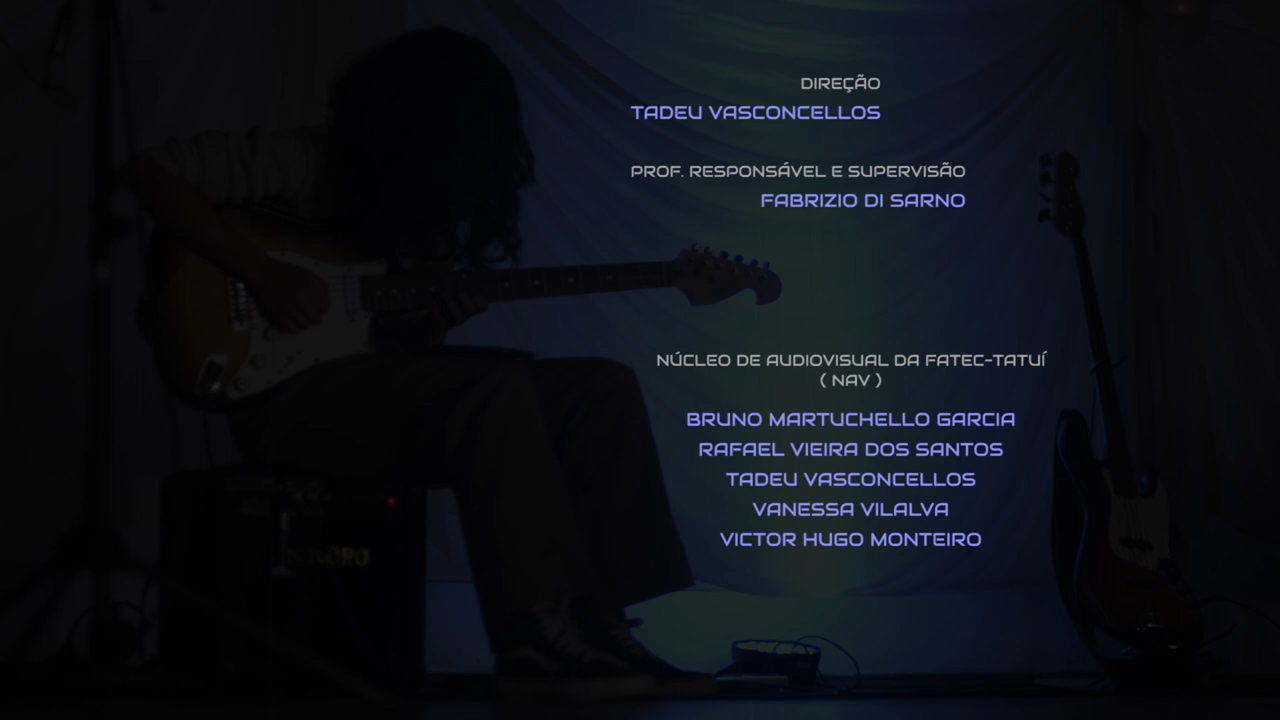 DIREÇÃO
TADEU VASCONCELLOS
PROF. RESPONSÁVEL E SUPERVISÃO
FABRIZIO DI SARNO
NÚCLEO DE AUDIOVISUAL DA FATEC-TATUÍ
( NAV )
BRUNO MARTUCHELLO GARCIA
RAFAEL VIEIRA DOS SANTOS
TADEU VASCONCELLOS
VANESSA VILALVA
VICTOR HUGO MONTEIRO